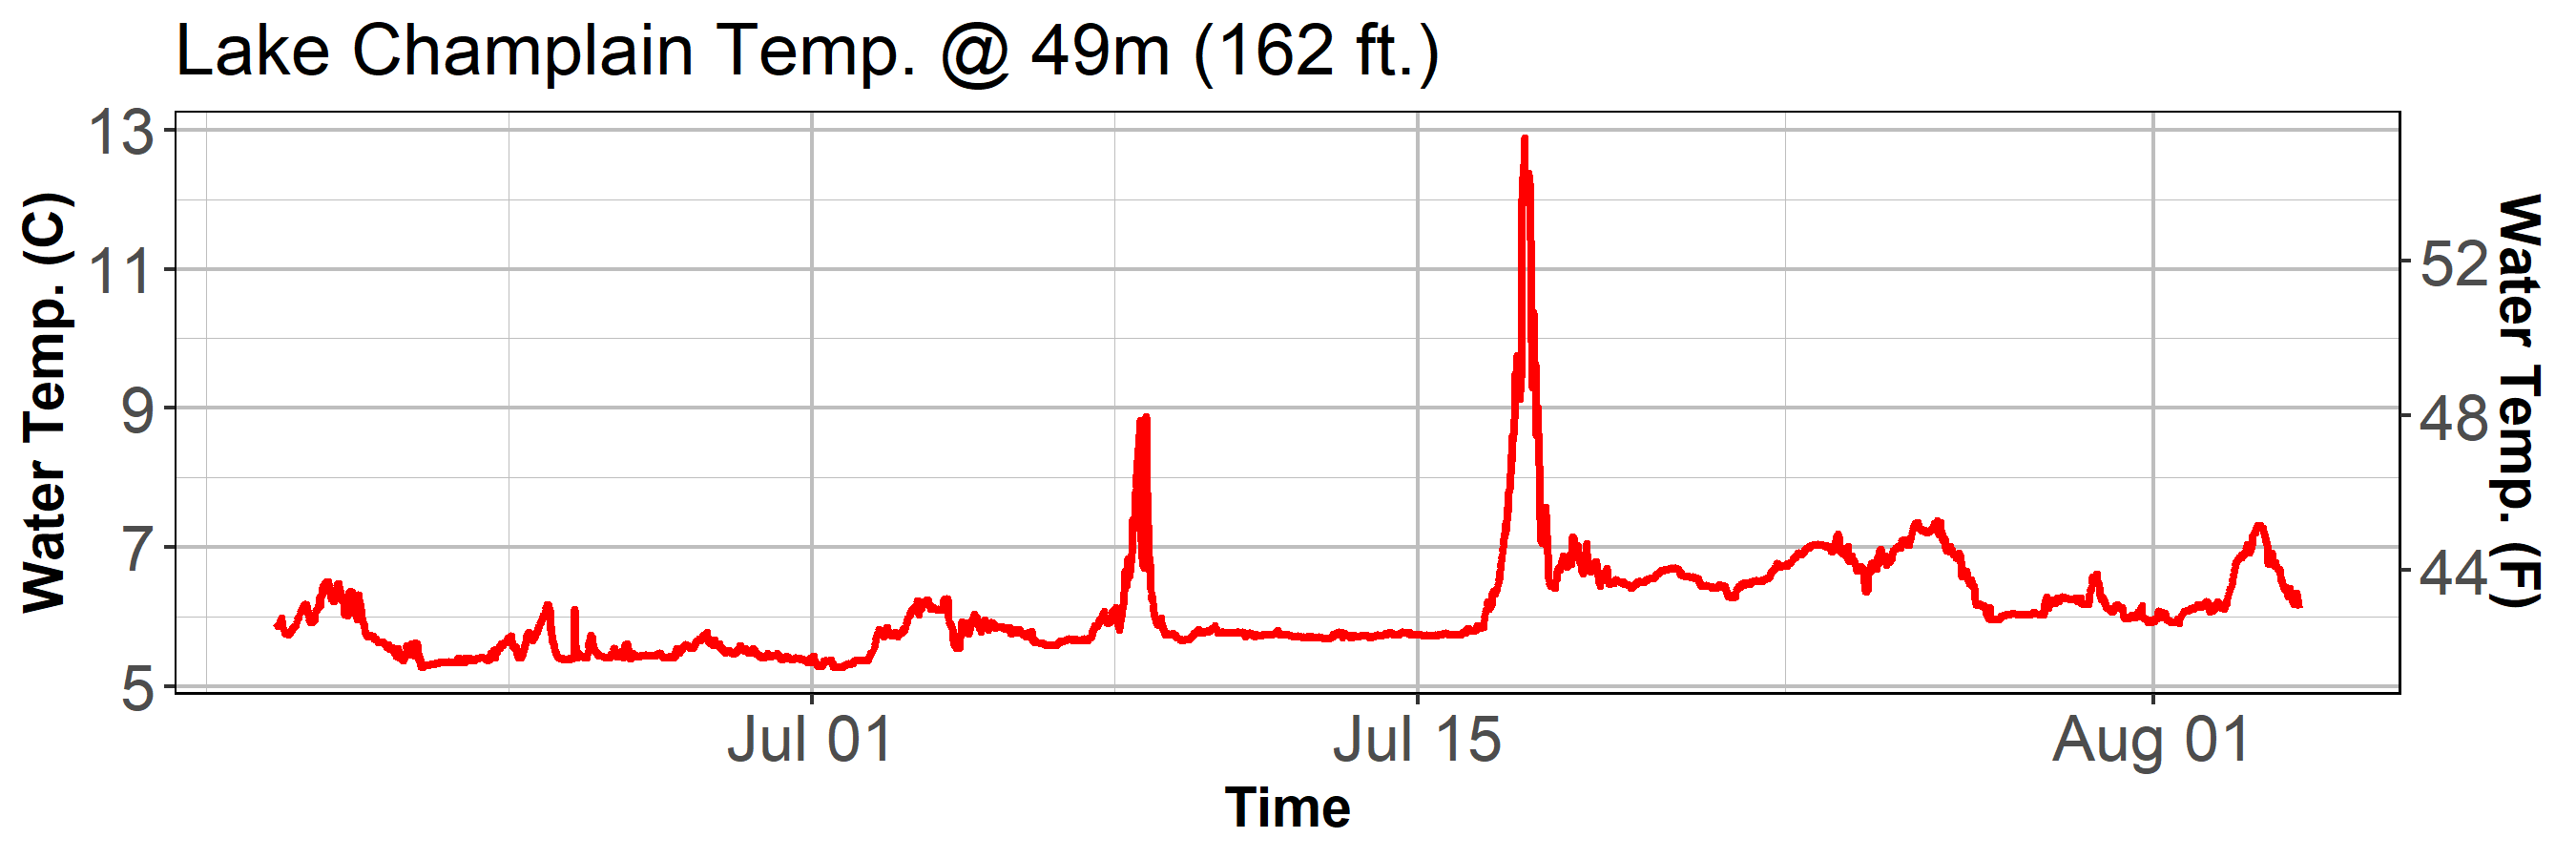 Lake Champlain Temp. @ 49m (162 ft.)
Water Temp. (C)
13
11
9
7
5
52
48
44
Water Temp. (F)
Jul 01
Jul 15
Aug 01
Time